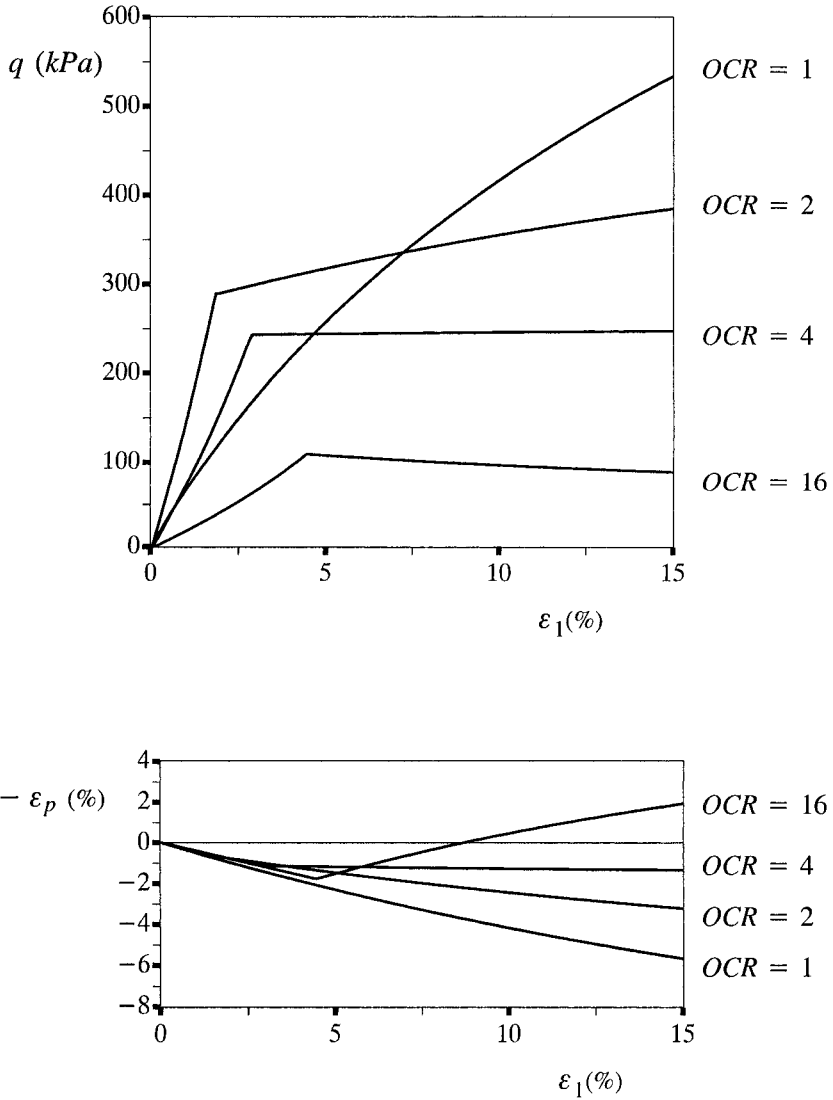 600
q (kPa)
500
400
300
200
100
0
0
5
10
15
ε1(%)
OCR = 1
OCR = 2
OCR = 4
OCR = 16
4
− εp (%)
2
0
−2
−4
−6
−8
0
5
10
15
ε1(%)
OCR = 16
OCR = 4
OCR = 2
OCR = 1